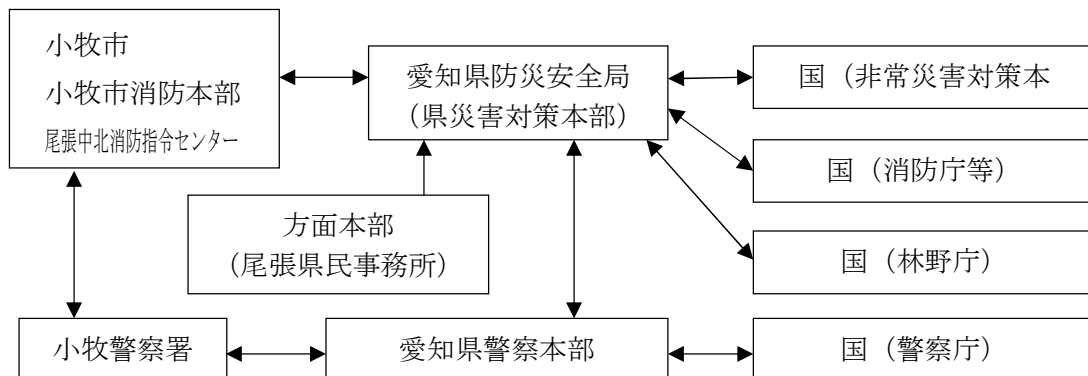 小牧市
小牧市消防本部
尾張中北消防指令センター
愛知県防災安全局
（県災害対策本部）
国（非常災害対策本
国（消防庁等）
方面本部
（尾張県民事務所）
国（林野庁）
小牧警察署
愛知県警察本部
国（警察庁）